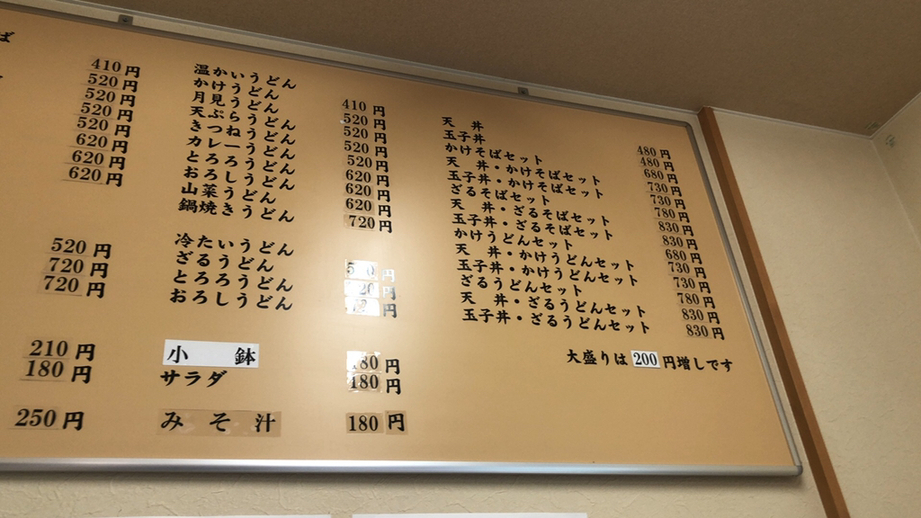 ば
410円
520円
520円
520円
520円
620円
620円
620円
520円
720円
720円
210円
180円
250円
温かいうどん
かけうどん 410円
月見うどん 520円
天ぷらうどん 520円
きつねうどん 520円
カレーうどん 520円
とろろうどん 620円
おろしうどん 620円
山菜うどん 620円
鍋焼きうどん 720円
冷たいうどん
ざるうどん 円
とろろうどん 円
おろしうどん 円
小 鉢 円
サラダ 180円
みそ汁 180円
天 丼 480円
玉子丼 480円
かけそばセット 680円
天 丼・かけそばセット 730円
玉子丼・かけそばセット 730円
ざるそばセット 780円
天 丼・ざるそばセット 830円
玉子丼・ざるそばセット 830円
かけうどんセット 680円
天 丼・かけうどんセット 730円
玉子丼・かけうどんセット 730円
ざるうどんセット 780円
天 丼・ざるうどんセット 830円
玉子丼・ざるうどんセット 830円
大盛りは200円増しです